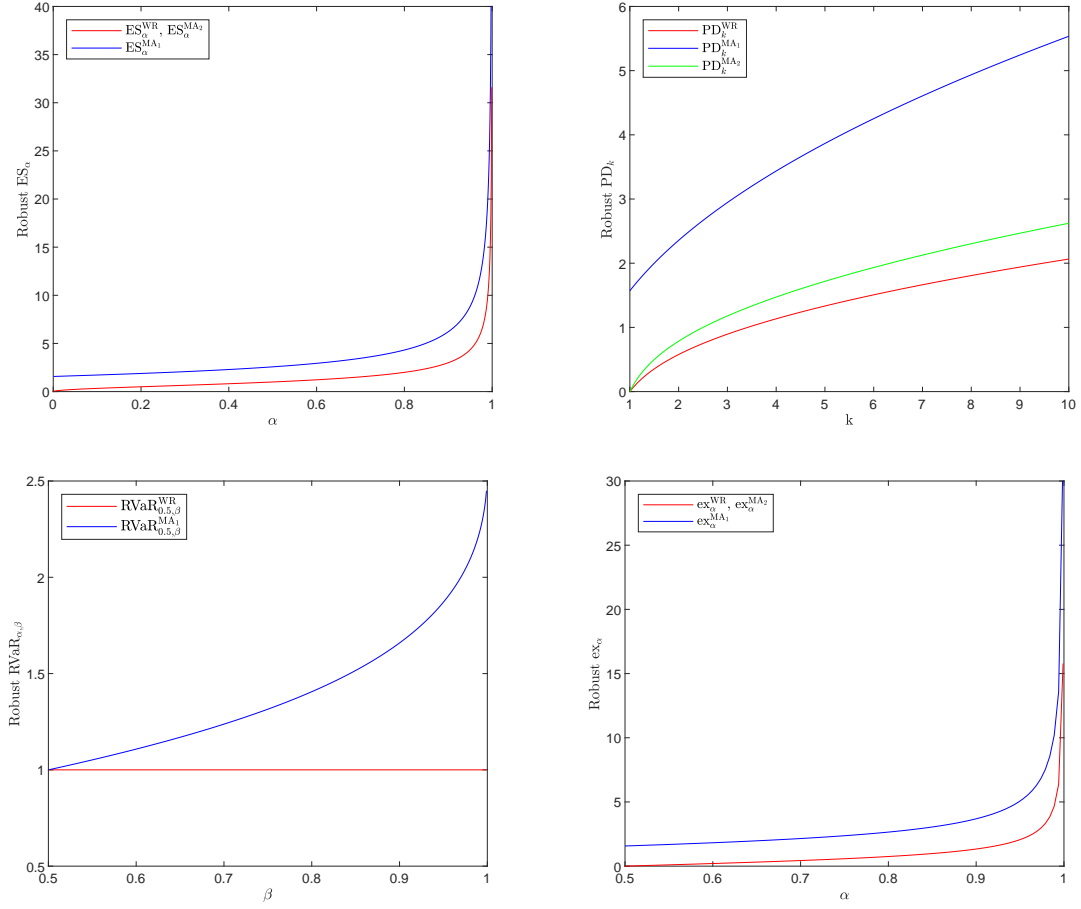 40
35
30
25
20
15
10
5
0
Robust ES_α
ES_α^WR, ES_α^MA₂
ES_α^MA₁
0 0.2 0.4 0.6 0.8 1
α
6
5
4
3
2
1
0
Robust PD_k
PD_k^WR
PD_k^MA₁
PD_k^MA₂
1 2 3 4 5 6 7 8 9 10
k
2.5
2
1.5
1
0.5
Robust RVaR_α,β
RVaR_0.5,β^WR
RVaR_0.5,β^MA₁
0.5 0.6 0.7 0.8 0.9 1
β
30
25
20
15
10
5
0
Robust ex_α
ex_α^WR, ex_α^MA₂
ex_α^MA₁
0.5 0.6 0.7 0.8 0.9 1
α